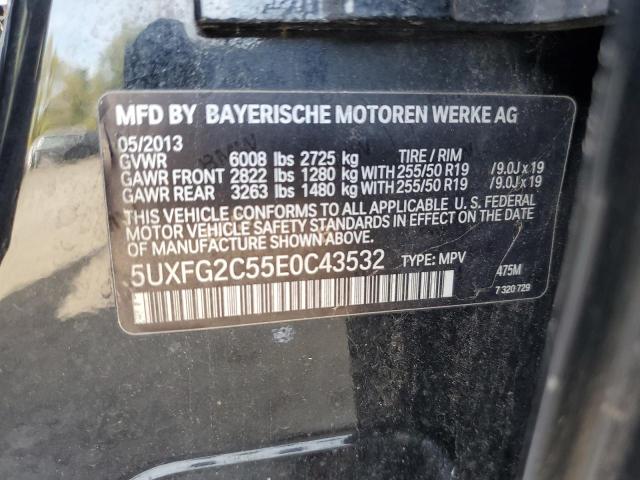 MFD BY BAYERISCHE MOTOREN WERKE AG
05/2013
GVWR 6008 lbs 2725 kg TIRE / RIM
GAWR FRONT 2822 lbs 1280 kg WITH 255/50 R19 /9.0J x 19
GAWR REAR 3263 lbs 1480 kg WITH 255/50 R19 /9.0J x 19
THIS VEHICLE CONFORMS TO ALL APPLICABLE U. S. FEDERAL
MOTOR VEHICLE SAFETY STANDARDS IN EFFECT ON THE DATE
OF MANUFACTURE SHOWN ABOVE.
5UXFG2C55E0C43532 TYPE: MPV 475M
7 320 729